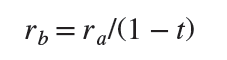 r_b = r_a/(1 − t)